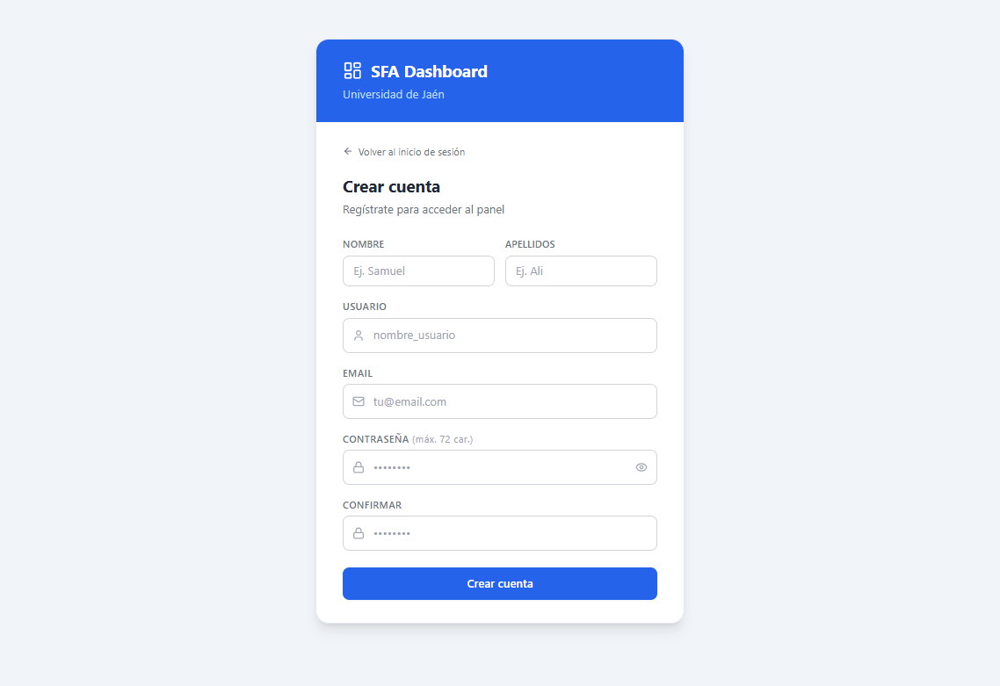 SFA Dashboard
Universidad de Jaén
Volver al inicio de sesión
Crear cuenta
Regístrate para acceder al panel
NOMBRE APELLIDOS
Ej. Samuel Ej. Ali
USUARIO
nombre_usuario
EMAIL
tu@email.com
CONTRASEÑA (máx. 72 car.)
••••••••
CONFIRMAR
••••••••
Crear cuenta